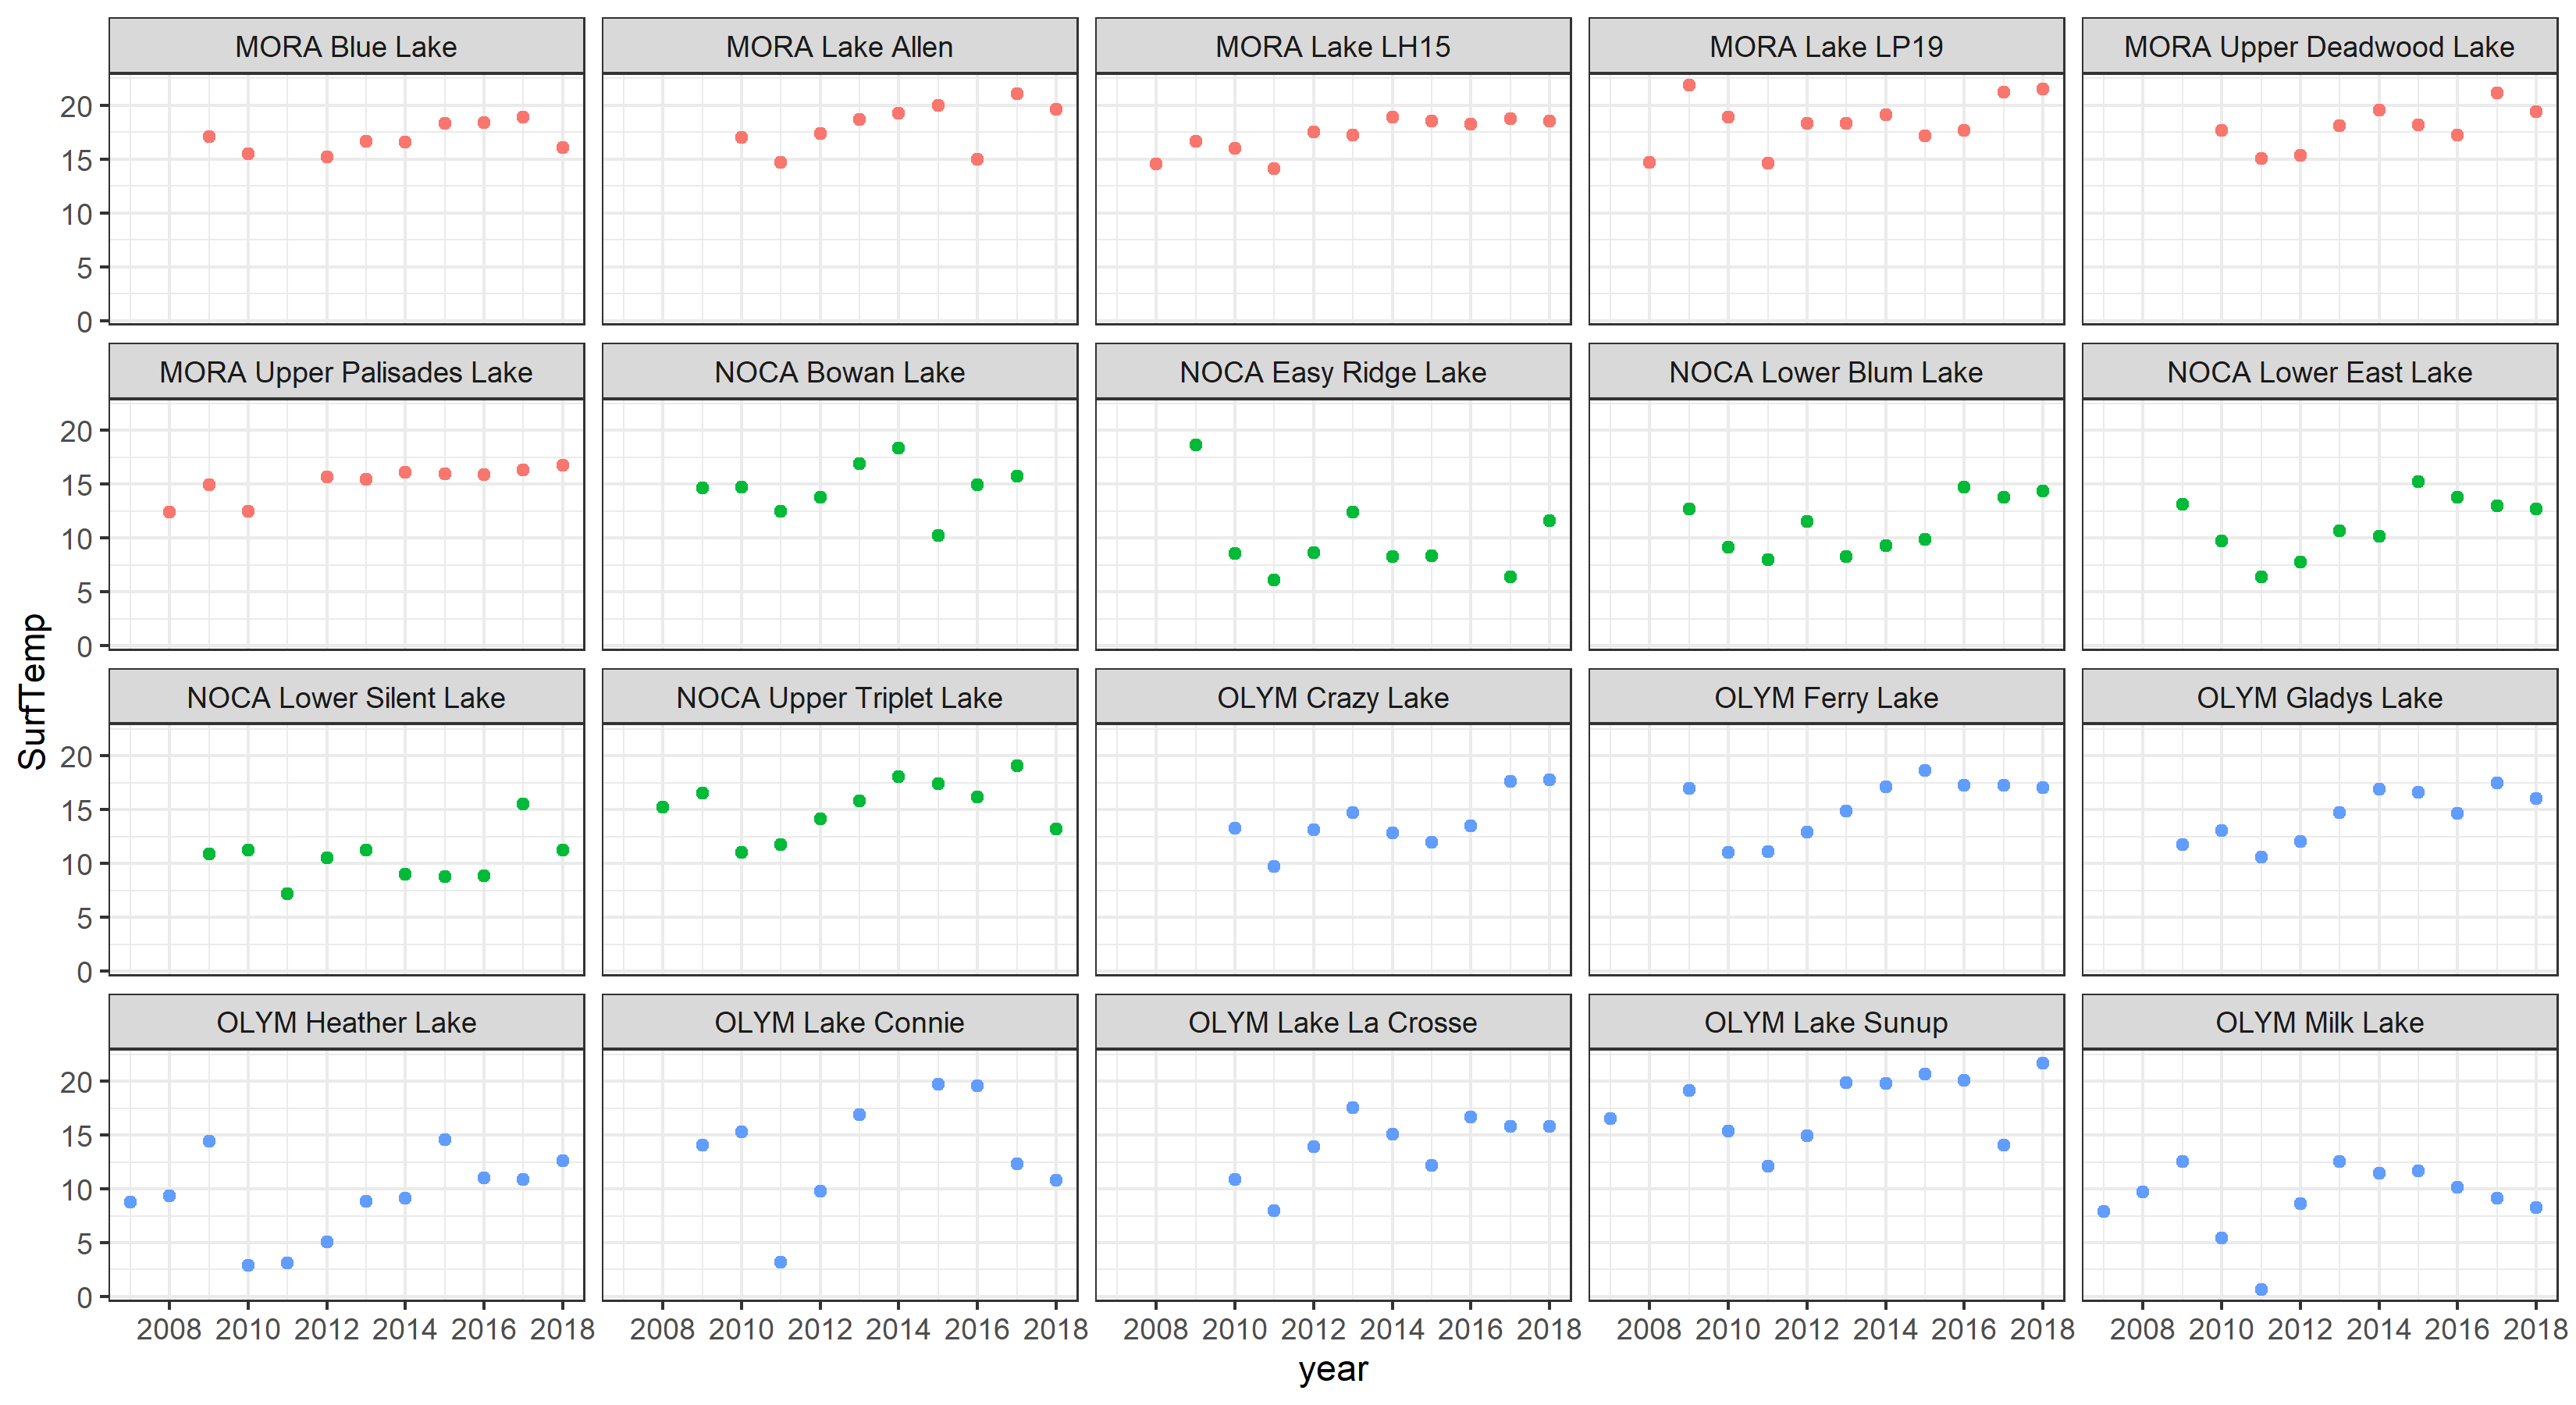 MORA Blue Lake
MORA Lake Allen
MORA Lake LH15
MORA Lake LP19
MORA Upper Deadwood Lake
20
15
10
5
0
MORA Upper Palisades Lake
NOCA Bowan Lake
NOCA Easy Ridge Lake
NOCA Lower Blum Lake
NOCA Lower East Lake
20
15
10
5
0
SurfTemp
NOCA Lower Silent Lake
NOCA Upper Triplet Lake
OLYM Crazy Lake
OLYM Ferry Lake
OLYM Gladys Lake
20
15
10
5
0
OLYM Heather Lake
OLYM Lake Connie
OLYM Lake La Crosse
OLYM Lake Sunup
OLYM Milk Lake
20
15
10
5
0
2008 2010 2012 2014 2016 2018
2008 2010 2012 2014 2016 2018
2008 2010 2012 2014 2016 2018
2008 2010 2012 2014 2016 2018
2008 2010 2012 2014 2016 2018
year